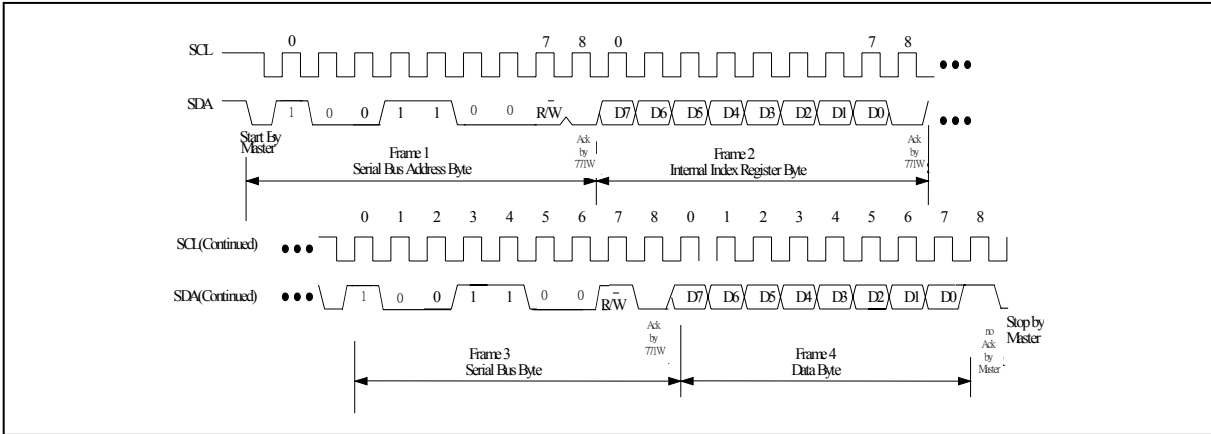 0 7 8 0 7 8
SCL
SDA 1 0 0 1 1 0 0 R/W D7 D6 D5 D4 D3 D2 D1 D0
Start By
Master
Ack
by
771W
Ack
by
771W
Frame 1
Serial Bus Address Byte
Frame 2
Internal Index Register Byte
0 1 2 3 4 5 6 7 8 0 1 2 3 4 5 6 7 8
SCL(Continued)
SDA(Continued) 1 0 0 1 1 0 0 R/W D7 D6 D5 D4 D3 D2 D1 D0
Ack
by
771W
no
Ack
by
Master
Stop by
Master
Frame 3
Serial Bus Byte
Frame 4
Data Byte